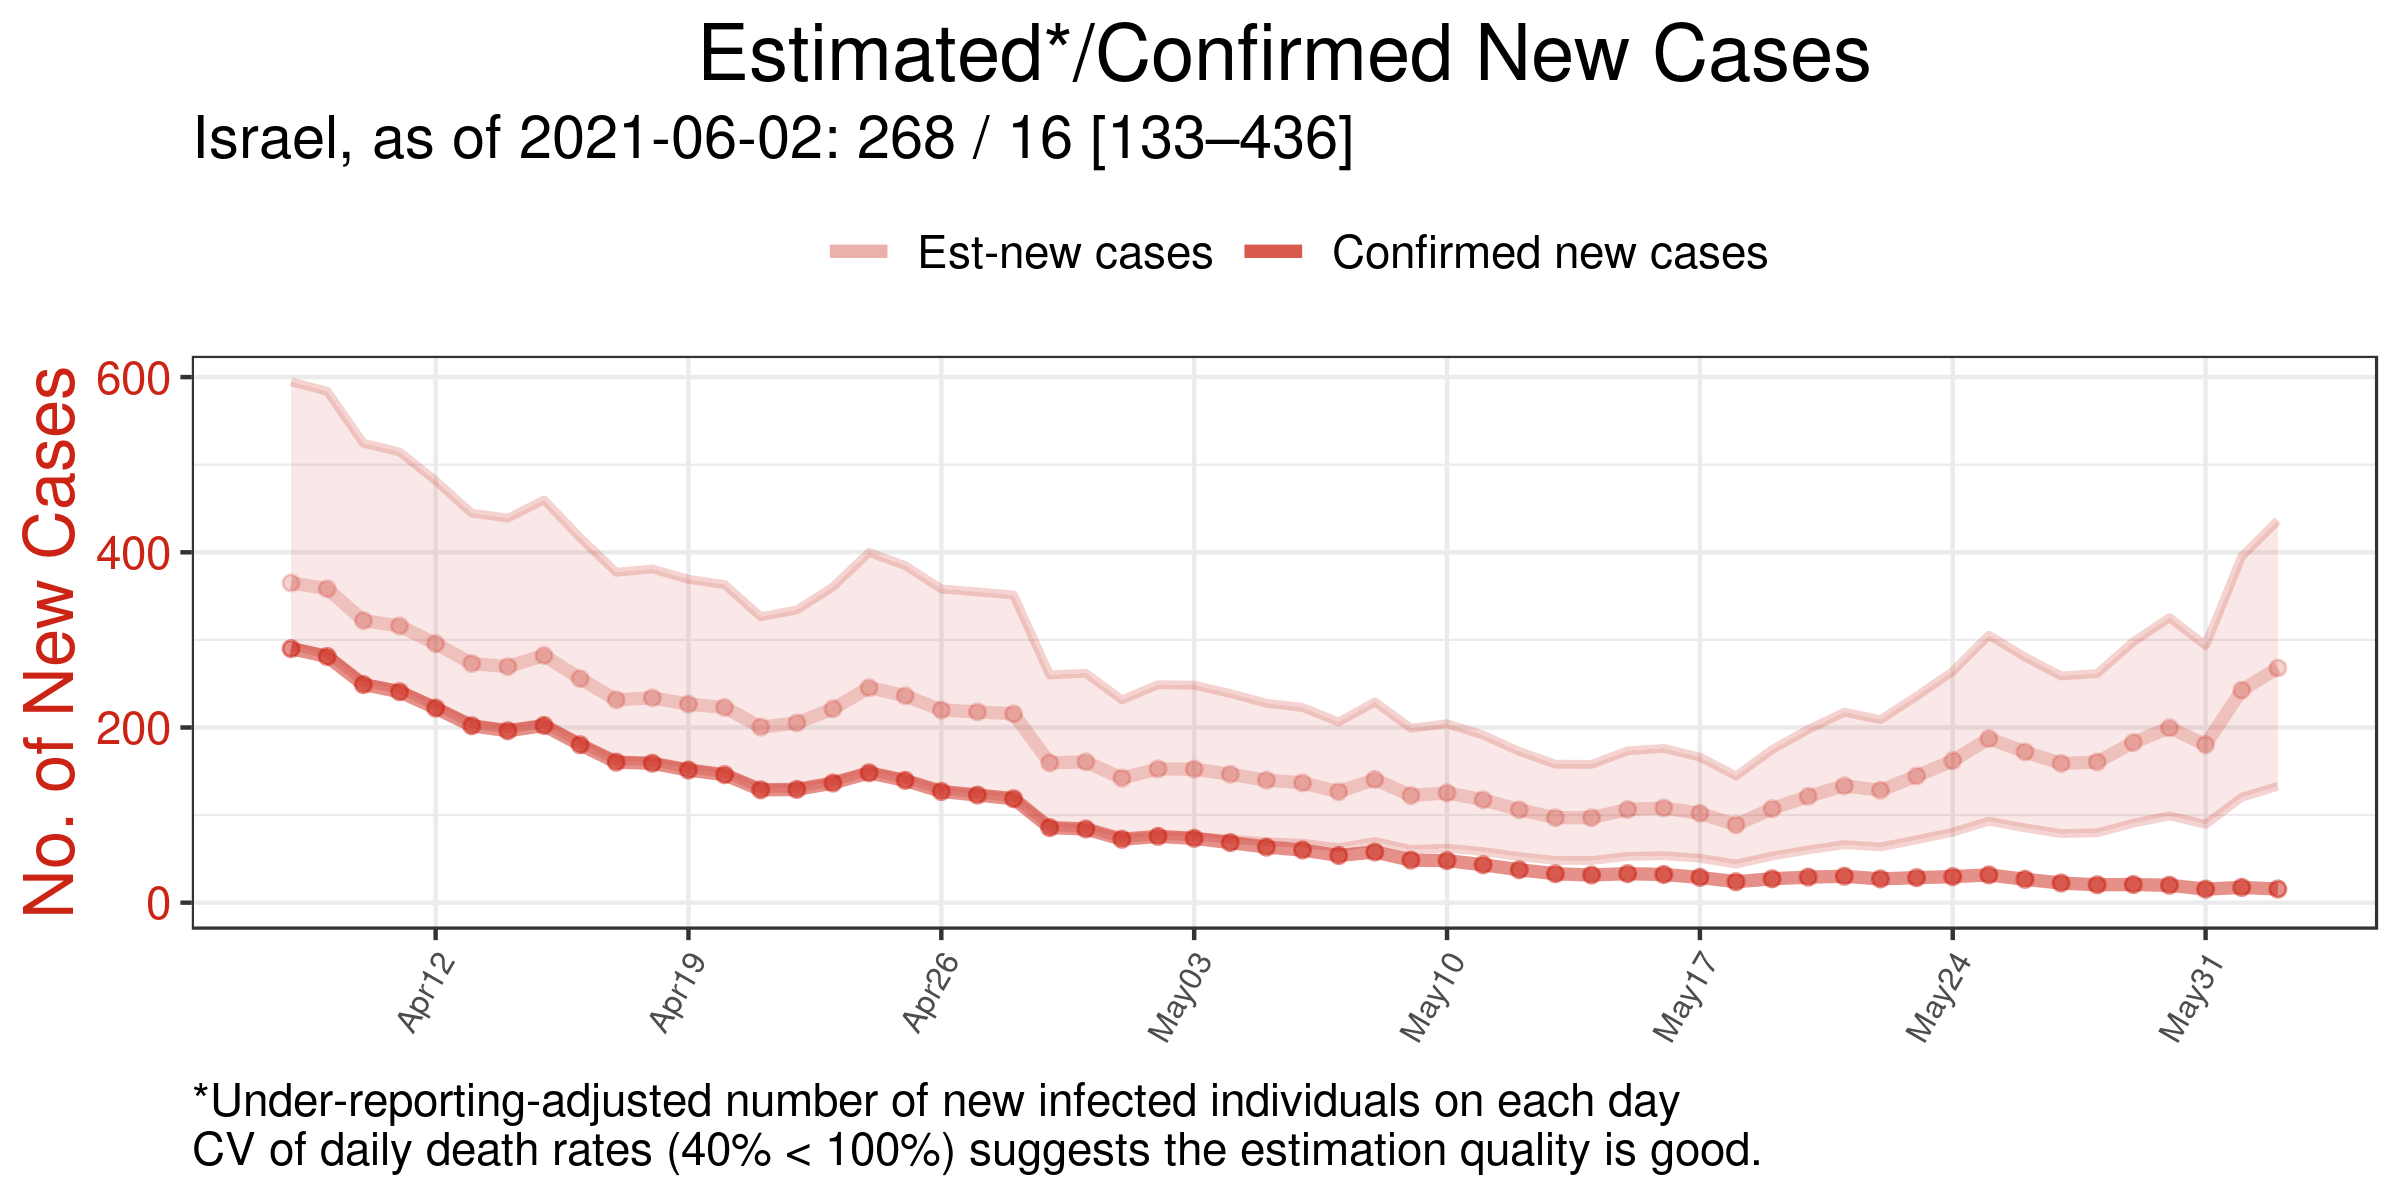 Estimated*/Confirmed New Cases
Israel, as of 2021-06-02: 268 / 16 [133–436]
Est-new cases
Confirmed new cases
No. of New Cases
600
400
200
0
Apr12
Apr19
Apr26
May03
May10
May17
May24
May31
*Under-reporting-adjusted number of new infected individuals on each day
CV of daily death rates (40% < 100%) suggests the estimation quality is good.